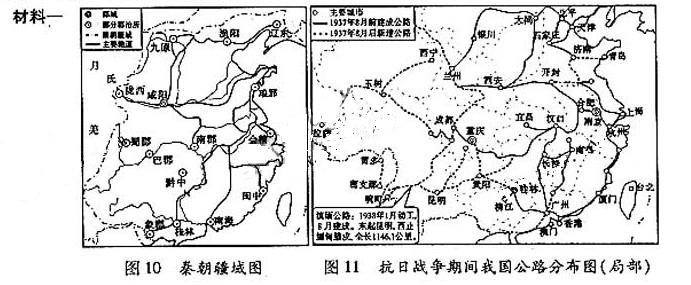 材料一
都城
部分郡治所
秦朝疆域
主要驰道
九原
渔阳
辽东
月
氏
陇西
咸阳
琅邪
羌
蜀郡
巴郡
南郡
会稽
黔中
闽中
象郡
桂林
南海
图10 秦朝疆域图
主要城市
1937年8月前建成公路
1937年8月后新增公路
北平
天津
太原
石家庄
银川
济南
青岛
西宁
兰州
西安
开封
玉树
合肥
上海
南京
杭州
成都
重庆
宜昌
汉口
拉萨
南昌
长沙
贵阳
桂林
昆明
柳江
广州
厦门
台北
香港
澳门
滇缅公路：1938年1月动工，
8月建成。东起昆明，西止
缅甸腊戌，全长1146.1公里。
图11 抗日战争期间我国公路分布图(局部)